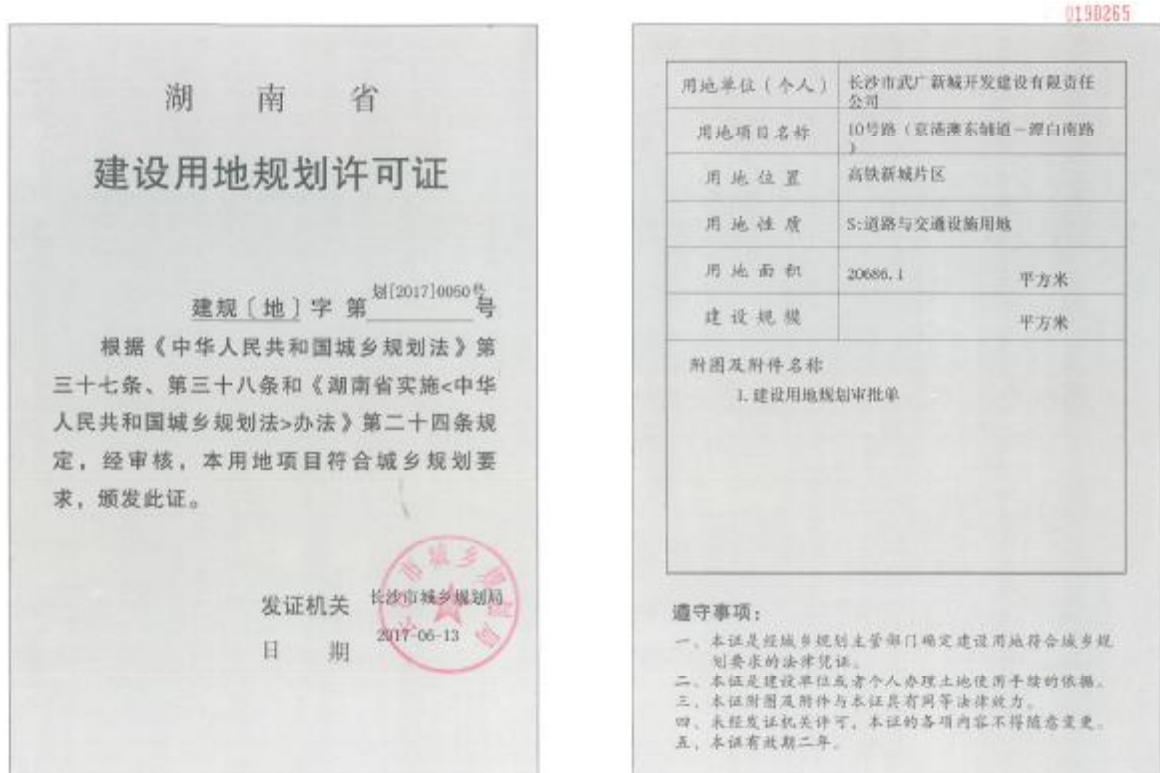 湖南省
建设用地规划许可证
建规〔地〕字 第划[2017]0050号号
根据《中华人民共和国城乡规划法》第
三十七条、第三十八条和《湖南省实施<中华
人民共和国城乡规划法>办法》第二十四条规
定，经审核，本用地项目符合城乡规划要
求，颁发此证。
发证机关 长沙市城乡规划局
日期 2017-06-13
长沙市城乡规划局
0198265
用地单位（个人） 长沙市武广新城开发建设有限责任
公司
用地项目名称 10号路（京港澳东辅道－潭白南路
）
用地位置 高铁新城片区
用地性质 S:道路与交通设施用地
用地面积 20686.1 平方米
建设规模 平方米
附图及附件名称
1.建设用地规划审批单
遵守事项：
一、本证是经城乡规划主管部门确定建设用地符合城乡规
划要求的法律凭证。
二、本证是建设单位或者个人办理土地使用手续的依据。
三、本证附图及附件与本证具有同等法律效力。
四、未经发证机关许可，本证的各项内容不得随意变更。
五、本证有效期二年。